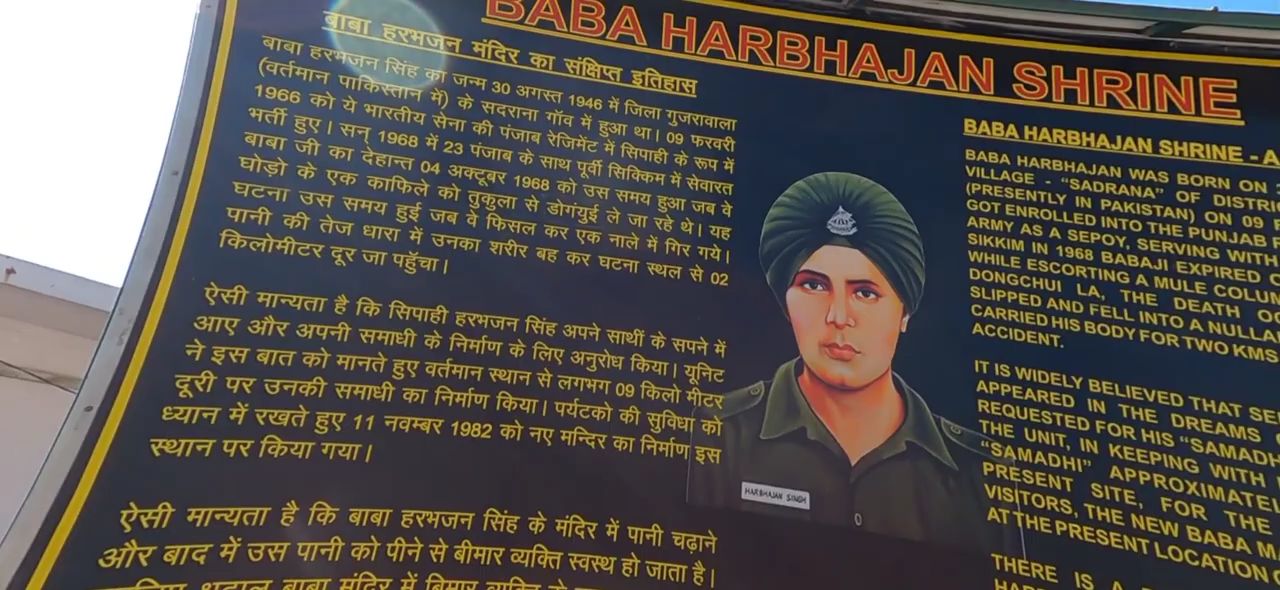 BABA HARBHAJAN SHRINE
बाबा हरभजन मंदिर का संक्षिप्त इतिहास
बाबा हरभजन सिंह का जन्म 30 अगस्त 1946 में जिला गुजरावाला
(वर्तमान पाकिस्तान में) के सदराना गॉव में हुआ था। 09 फरवरी
1966 को ये भारतीय सेना की पंजाब रेजिमेंट में सिपाही के रूप में
भर्ती हुए। सन् 1968 में 23 पंजाब के साथ पूर्वी सिक्किम में सेवारत
बाबा जी का देहान्त 04 अक्टूबर 1968 को उस समय हुआ जब वे
घोड़ो के एक काफिले को तुकुला से डोगंचुई ले जा रहे थे। यह
घटना उस समय हुई जब वे फिसल कर एक नाले में गिर गये।
पानी की तेज धारा में उनका शरीर बह कर घटना स्थल से 02
किलोमीटर दूर जा पहुँचा।
ऐसी मान्यता है कि सिपाही हरभजन सिंह अपने साथीं के सपने में
आए और अपनी समाधी के निर्माण के लिए अनुरोध किया। यूनिट
ने इस बात को मानते हुए वर्तमान स्थान से लगभग 09 किलो मीटर
दूरी पर उनकी समाधी का निर्माण किया। पर्यटको की सुविधा को
ध्यान में रखते हुए 11 नवम्बर 1982 को नए मन्दिर का निर्माण इस
स्थान पर किया गया।
ऐसी मान्यता है कि बाबा हरभजन सिंह के मंदिर में पानी चढ़ाने
और बाद में उस पानी को पीने से बीमार व्यक्ति स्वस्थ हो जाता है।
बाबा मंदिर में बिमार व्यक्ति
HARBHAJAN SINGH
BABA HARBHAJAN SHRINE - A
BABA HARBHAJAN WAS BORN ON
VILLAGE - “SADRANA” OF
(PRESENTLY IN PAKISTAN) ON 09
GOT ENROLLED INTO THE PUNJAB
ARMY AS A SEPOY, SERVING WITH
SIKKIM IN 1968 BABAJI EXPIRED
WHILE ESCORTING A MULE
DONGCHUI LA, THE DEATH
SLIPPED AND FELL INTO A NULLA
CARRIED HIS BODY FOR TWO KMS
ACCIDENT.
IT IS WIDELY BELIEVED THAT
APPEARED IN THE DREAMS
REQUESTED FOR HIS
THE UNIT, IN KEEPING WITH
“SAMADHI”
PRESENT SITE, FOR THE
VISITORS, THE NEW BABA
AT THE PRESENT LOCATION
THERE IS A